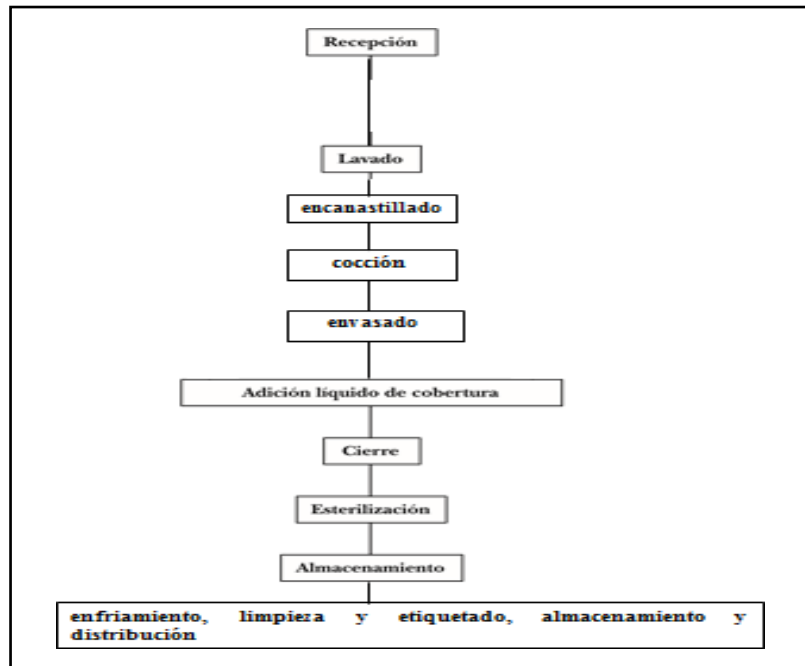 Recepción
Lavado
encanastillado
cocción
envasado
Adición líquido de cobertura
Cierre
Esterilización
Almacenamiento
enfriamiento, limpieza y etiquetado, almacenamiento y
distribución